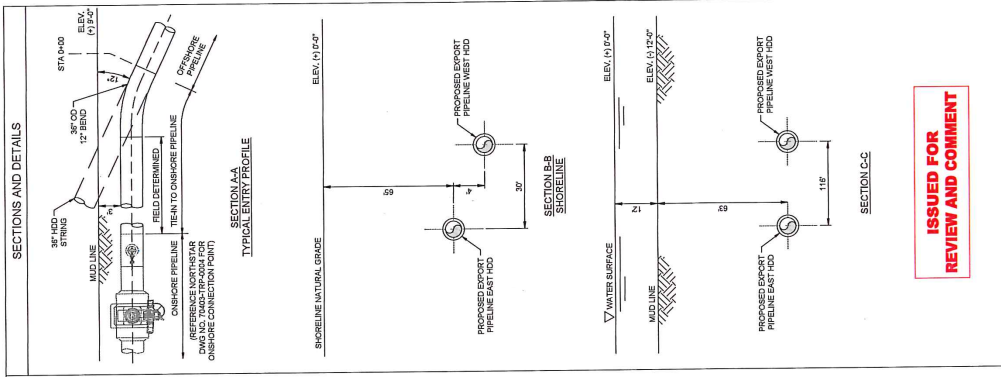 SECTIONS AND DETAILS
36" HDD
STRING
36" OD
12° BEND
STA 0+00
ELEV.
(+) 9'-0"
12°
MUD LINE
3'
FIELD DETERMINED
OFFSHORE
PIPELINE
ONSHORE PIPELINE
TIE-IN TO ONSHORE PIPELINE
(REFERENCE NORTHSTAR
DWG NO. 70403-TRP-0004 FOR
ONSHORE CONNECTION POINT)
SECTION A-A
TYPICAL ENTRY PROFILE
SHORELINE NATURAL GRADE
ELEV. (+) 0'-0"
65'
4'
PROPOSED EXPORT
PIPELINE EAST HDD
PROPOSED EXPORT
PIPELINE WEST HDD
30'
SECTION B-B
SHORELINE
WATER SURFACE
ELEV. (+) 0'-0"
12'
MUD LINE
ELEV. (-) 12'-0"
63'
PROPOSED EXPORT
PIPELINE EAST HDD
PROPOSED EXPORT
PIPELINE WEST HDD
116'
SECTION C-C
ISSUED FOR
REVIEW AND COMMENT